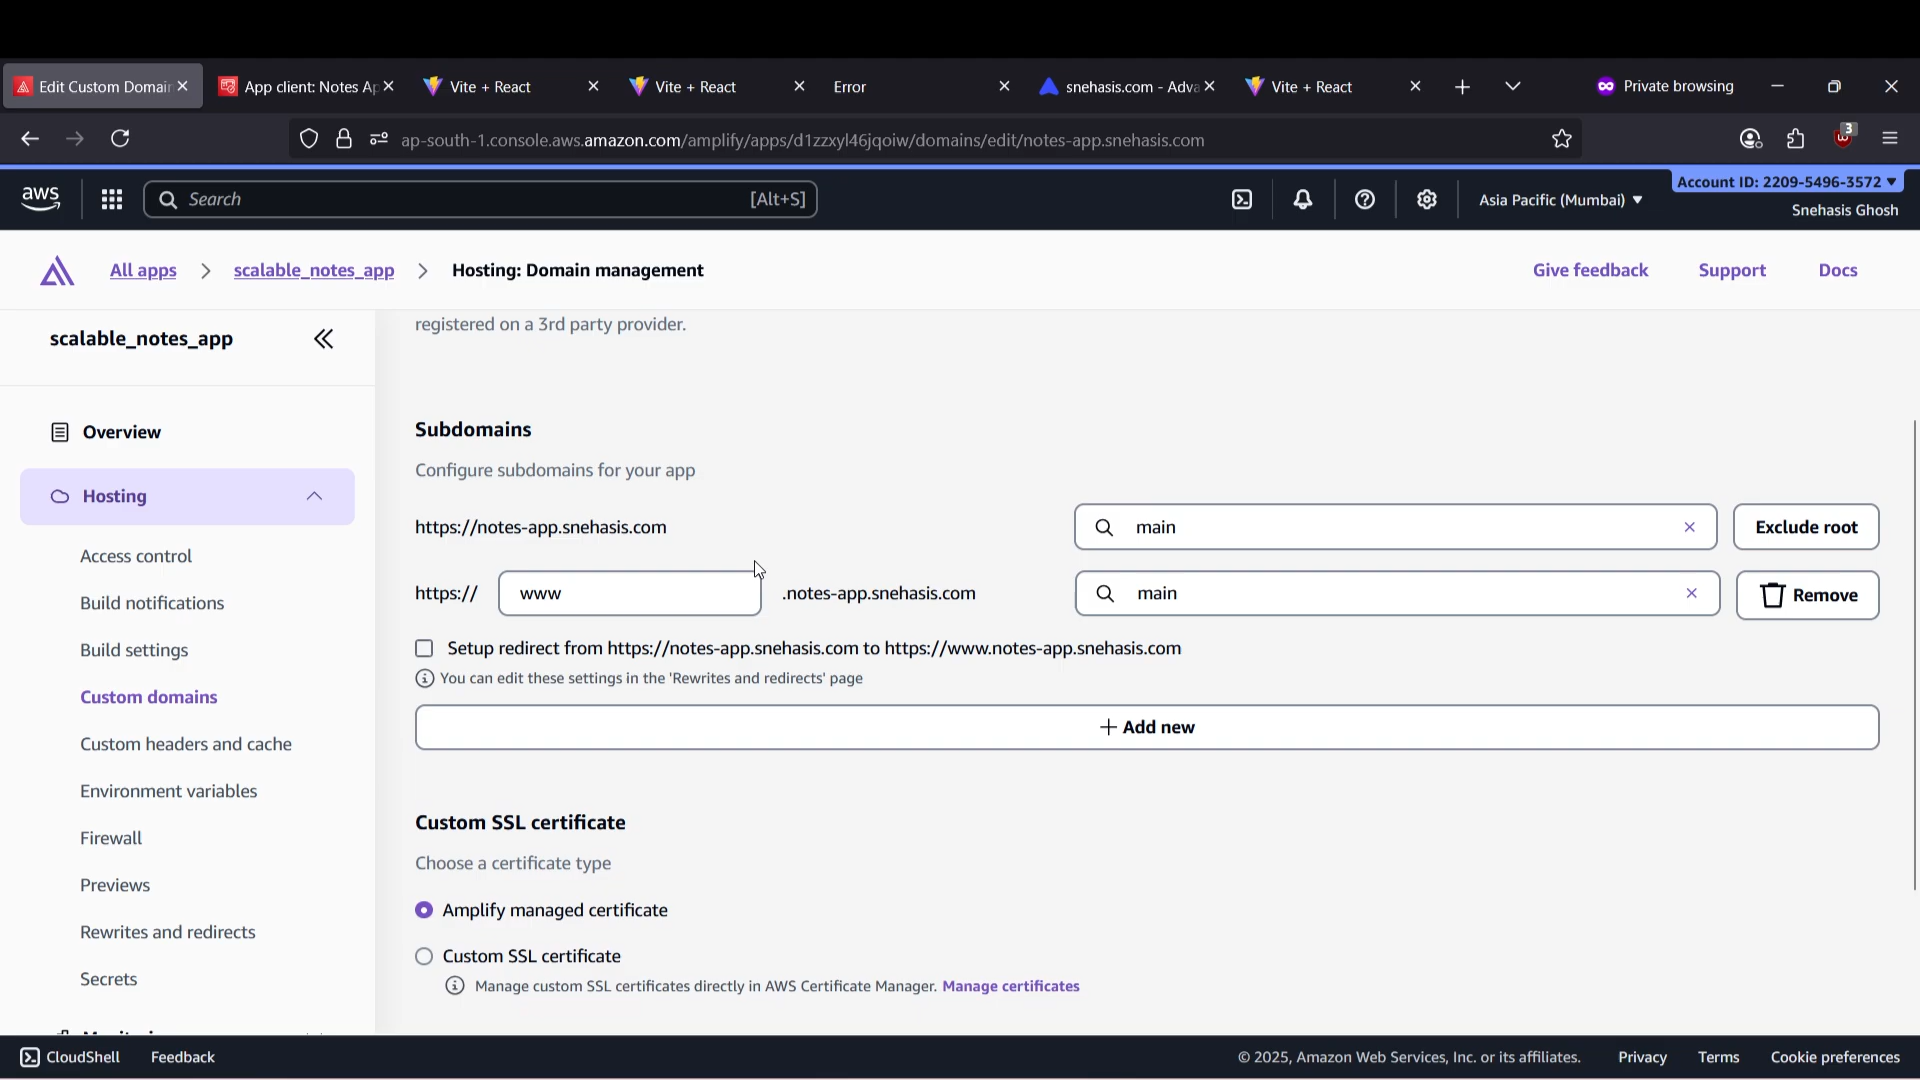 Edit Custom Domain
App client: Notes Ap
Vite + React
Vite + React
Error
snehasis.com - Adva
Vite + React
Private browsing
ap-south-1.console.aws.amazon.com/amplify/apps/d1zzxyl46jqoiw/domains/edit/notes-app.snehasis.com
3
aws
Search
[Alt+S]
Asia Pacific (Mumbai)
Account ID: 2209-5496-3572
Snehasis Ghosh
All apps
scalable_notes_app
Hosting: Domain management
Give feedback
Support
Docs
scalable_notes_app
Overview
Hosting
Access control
Build notifications
Build settings
Custom domains
Custom headers and cache
Environment variables
Firewall
Previews
Rewrites and redirects
Secrets
registered on a 3rd party provider.
Subdomains
Configure subdomains for your app
https://notes-app.snehasis.com
main
Exclude root
https://
www
.notes-app.snehasis.com
main
Remove
Setup redirect from https://notes-app.snehasis.com to https://www.notes-app.snehasis.com
You can edit these settings in the 'Rewrites and redirects' page
Add new
Custom SSL certificate
Choose a certificate type
Amplify managed certificate
Custom SSL certificate
Manage custom SSL certificates directly in AWS Certificate Manager. Manage certificates
CloudShell
Feedback
© 2025, Amazon Web Services, Inc. or its affiliates.
Privacy
Terms
Cookie preferences